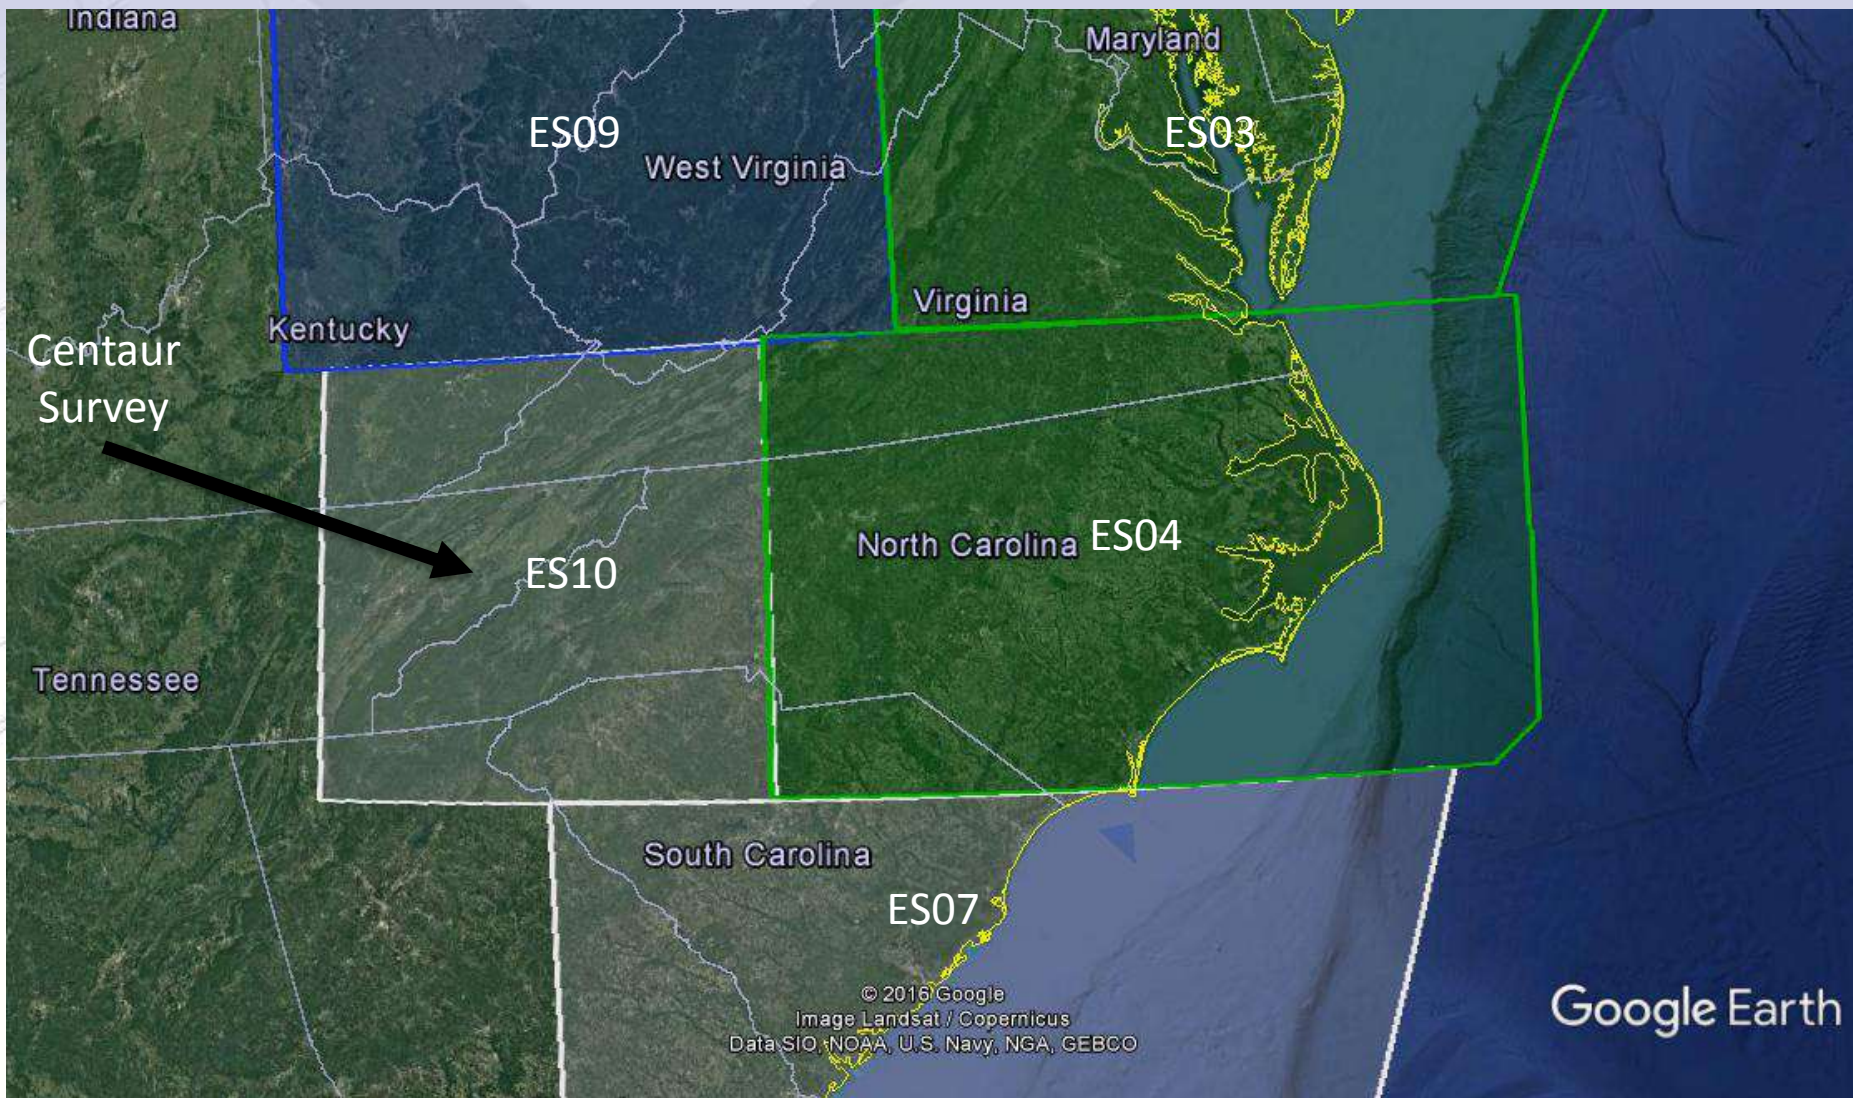 Indiana
Maryland
ES09
ES03
West Virginia
Virginia
Kentucky
Centaur
Survey
North Carolina
ES04
ES10
Tennessee
South Carolina
ES07
© 2016 Google
Image Landsat / Copernicus
Data SIO, NOAA, U.S. Navy, NGA, GEBCO
Google Earth